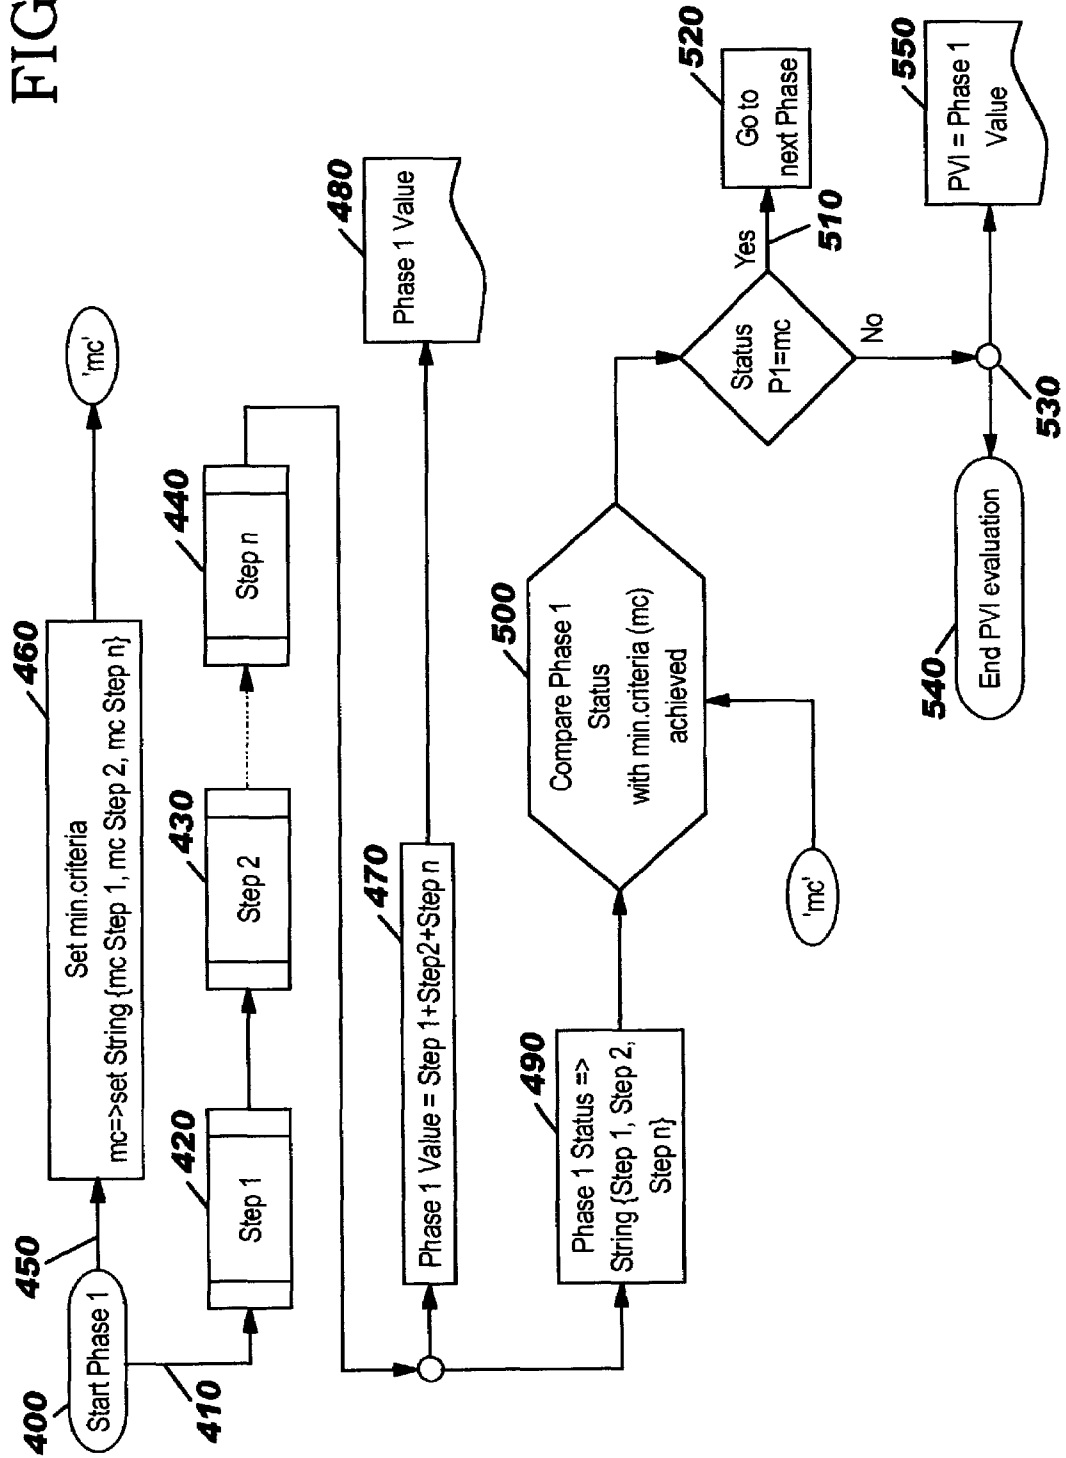 FIG
400
Start Phase 1
410
450
460
Set min.criteria
mc=>set String {mc Step 1, mc Step 2, mc Step n}
'mc'
420
Step 1
430
Step 2
440
Step n
470
Phase 1 Value = Step 1+Step2+Step n
480
Phase 1 Value
490
Phase 1 Status =>
String {Step 1, Step 2,
Step n}
500
Compare Phase 1
Status
with min.criteria (mc)
achieved
'mc'
Status
P1=mc
Yes
510
520
Go to
next Phase
No
530
540
End PVI evaluation
550
PVI = Phase 1
Value